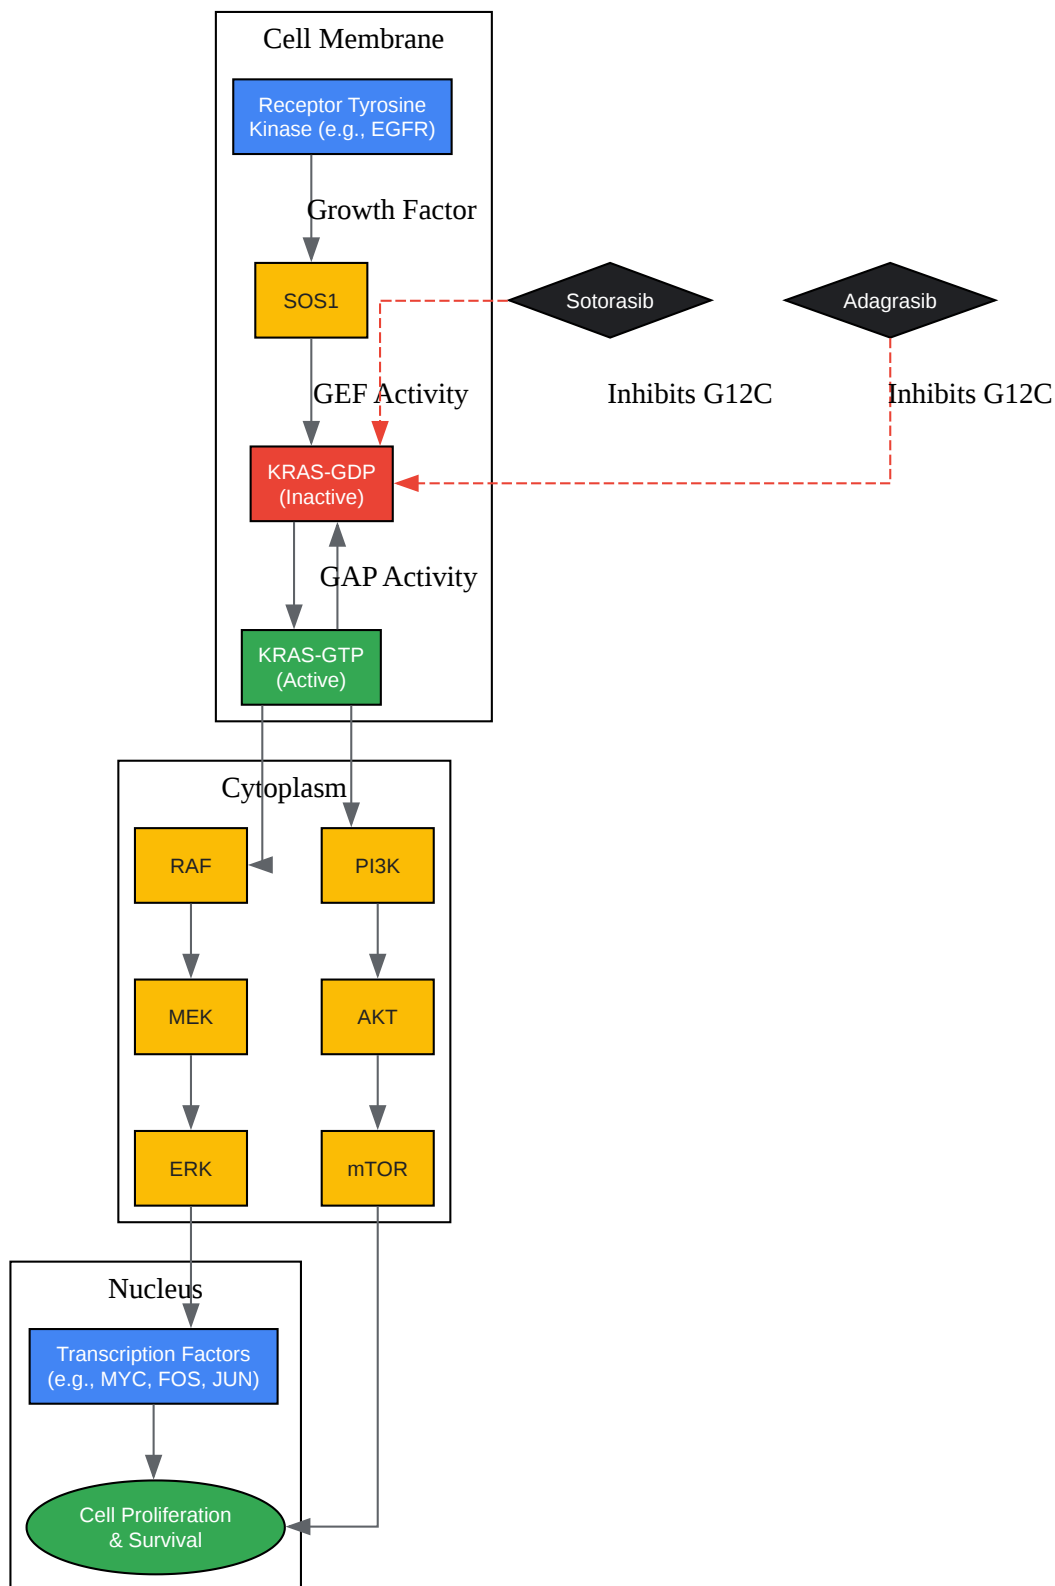 Cell Membrane
Receptor Tyrosine
Kinase (e.g., EGFR)
Growth Factor
SOS1
Sotorasib
Adagrasib
GEF Activity
Inhibits G12C
Inhibits G12C
KRAS-GDP
(Inactive)
GAP Activity
KRAS-GTP
(Active)
Cytoplasm
RAF
PI3K
MEK
AKT
ERK
mTOR
Nucleus
Transcription Factors
(e.g., MYC, FOS, JUN)
Cell Proliferation
& Survival